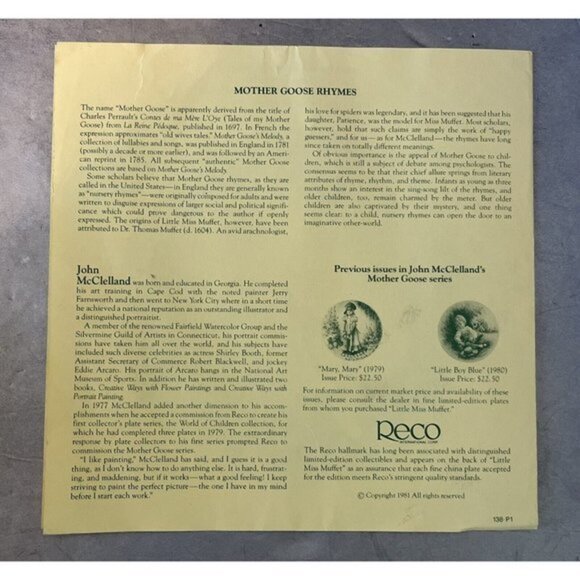 MOTHER GOOSE RHYMES
The name "Mother Goose" is apparently derived from the title of
Charles Perrault's Contes de ma Mère L'Oye (Tales of my Mother
Goose) from La Reine Pédoque, published in 1697. In French the
expression approximates "old wives tales." Mother Goose's Melody, a
collection of lullabies and songs, was published in England in 1781
(possibly a decade or more earlier), and was followed by an Ameri-
can reprint in 1785. All subsequent "authentic" Mother Goose
collections are based on Mother Goose's Melody.
Some scholars believe that Mother Goose rhymes, as they are
called in the United States—in England they are generally known
as "nursery rhymes"—were originally composed for adults and were
written to disguise expressions of larger social and political signifi-
cance which could prove dangerous to the author if openly
expressed. The origins of Little Miss Muffet, however, have been
attributed to Dr. Thomas Muffet (d. 1604). An avid arachnologist,
his love for spiders was legendary, and it has been suggested that his
daughter, Patience, was the model for Miss Muffet. Most scholars,
however, hold that such claims are simply the work of "happy
guessers," and for us—as for McClelland—the rhymes have long
since taken on totally different meanings.
Of obvious importance is the appeal of Mother Goose to chil-
dren, which is still a subject of debate among psychologists. The
consensus seems to be that their chief allure springs from literary
attributes of rhyme, rhythm, and theme. Infants as young as three
months show an interest in the sing-song lilt of the rhymes, and
older children, too, remain charmed by the meter. But older
children are also captivated by their mystery, and one thing
seems clear: to a child, nursery rhymes can open the door to an
imaginative other-world.
John
McClelland was born and educated in Georgia. He completed
his art training in Cape Cod with the noted painter Jerry
Farnsworth and then went to New York City where in a short time
he achieved a national reputation as an outstanding illustrator and
a distinguished portraitist.
A member of the renowned Fairfield Watercolor Group and the
Silvermine Guild of Artists in Connecticut, his portrait commis-
sions have taken him all over the world, and his subjects have
included such diverse celebrities as actress Shirley Booth, former
Assistant Secretary of Commerce Robert Blackwell, and jockey
Eddie Arcaro. His portrait of Arcaro hangs in the National Art
Museum of Sports. In addition he has written and illustrated two
books, Creative Ways with Flower Paintings and Creative Ways with
Portrait Painting.
In 1977 McClelland added another dimension to his accom-
plishments when he accepted a commission from Reco to create his
first collector's plate series, the World of Children collection, for
which he had completed three plates in 1979. The extraordinary
response by plate collectors to his fine series prompted Reco to
commission the Mother Goose series.
"I like painting," McClelland has said, and I guess it is a good
thing, as I don't know how to do anything else. It is hard, frustrat-
ing, and maddening, but if it works—what a good feeling! I keep
striving to paint the perfect picture—the one I have in my mind
before I start each work."
Previous issues in John McClelland's
Mother Goose series
"Mary, Mary" (1979)
Issue Price: $22.50
"Little Boy Blue" (1980)
Issue Price: $22.50
For information on current market price and availability of these
issues, please consult the dealer in fine limited-edition plates
from whom you purchased "Little Miss Muffet."
Reco
INTERNATIONAL CORP.
The Reco hallmark has long been associated with distinguished
limited-edition collectibles and appears on the back of "Little
Miss Muffet" as an assurance that each fine china plate accepted
for the edition meets Reco's stringent quality standards.
© Copyright 1981 All rights reserved
138-P1